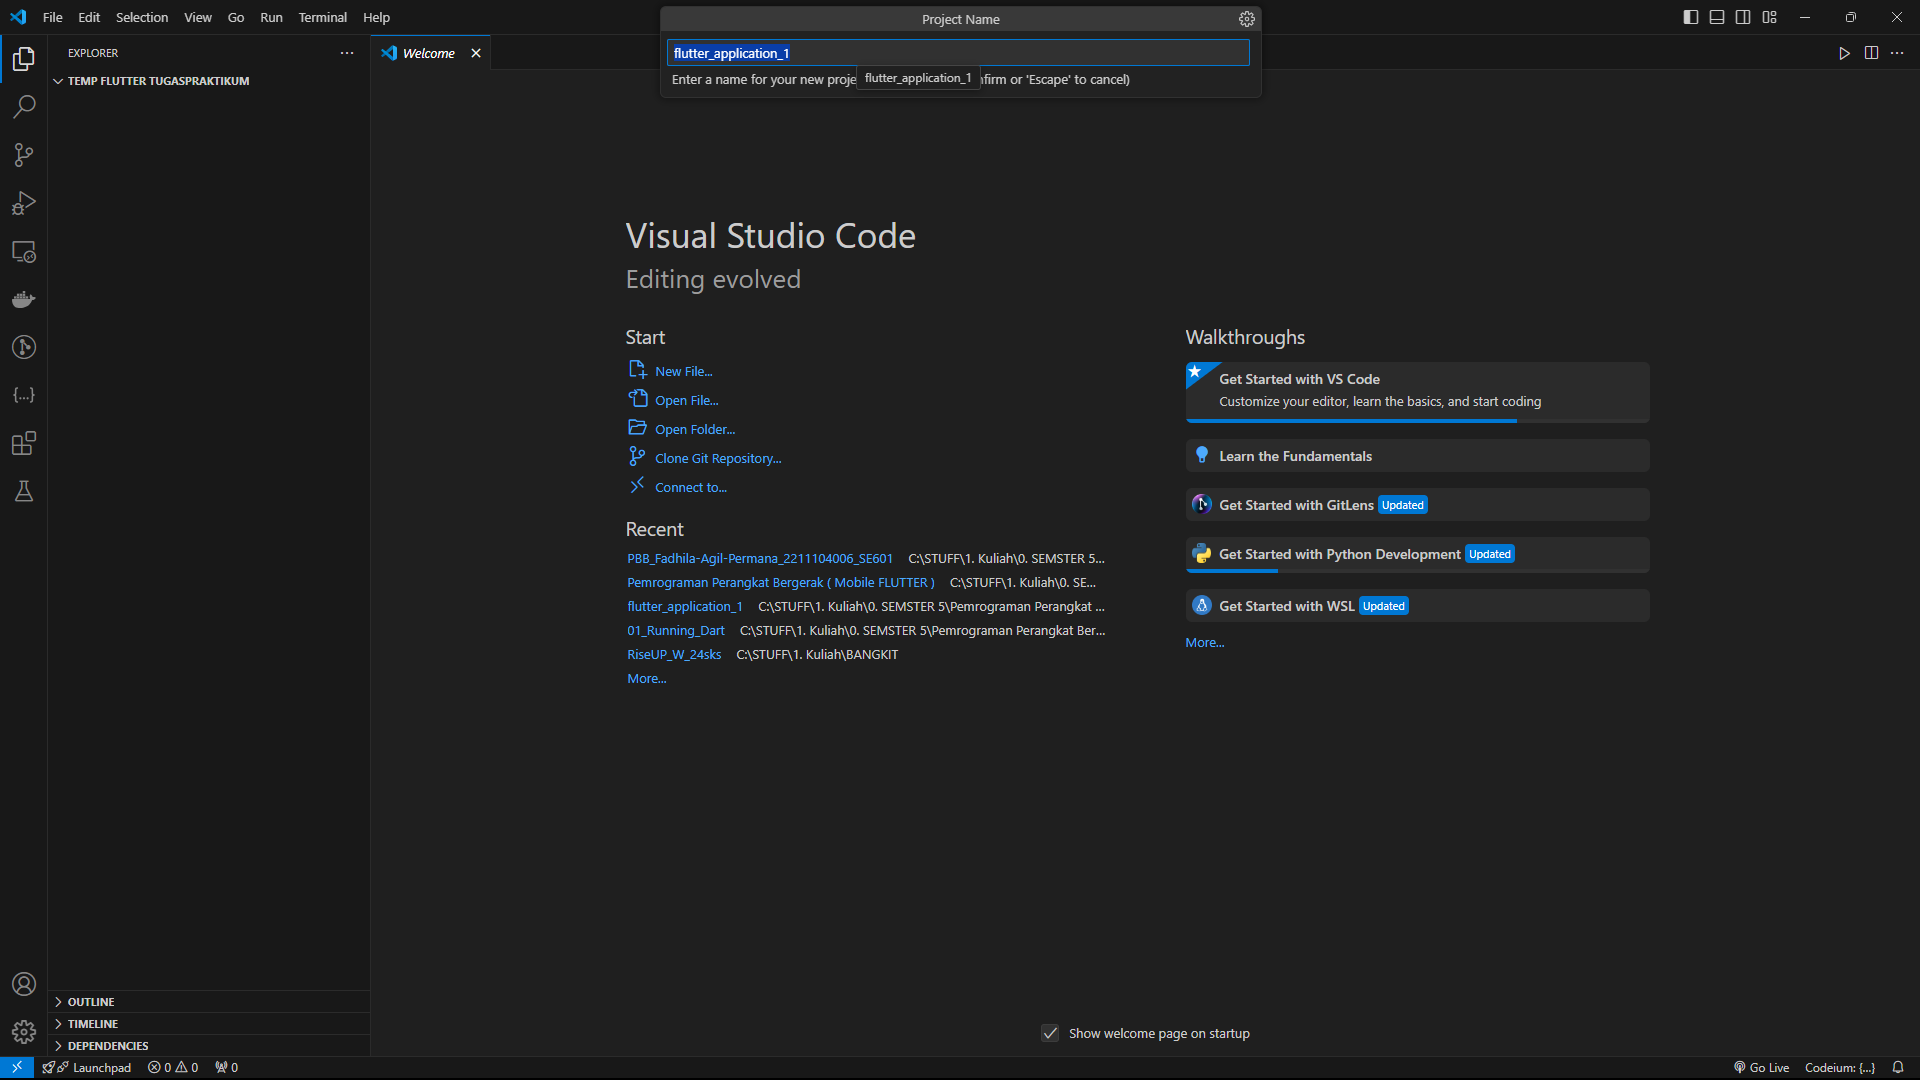 File Edit Selection View Go Run Terminal Help
Project Name
flutter_application_1
Enter a name for your new proje
flutter_application_1
firm or 'Escape' to cancel)
EXPLORER
TEMP FLUTTER TUGASPRAKTIKUM
Welcome
Visual Studio Code
Editing evolved
Start
New File...
Open File...
Open Folder...
Clone Git Repository...
Connect to...
Recent
PBB_Fadhila-Agil-Permana_2211104006_SE601 C:\STUFF\1. Kuliah\0. SEMSTER 5...
Pemrograman Perangkat Bergerak ( Mobile FLUTTER ) C:\STUFF\1. Kuliah\0. SE...
flutter_application_1 C:\STUFF\1. Kuliah\0. SEMSTER 5\Pemrograman Perangkat ...
01_Running_Dart C:\STUFF\1. Kuliah\0. SEMSTER 5\Pemrograman Perangkat Ber...
RiseUP_W_24sks C:\STUFF\1. Kuliah\BANGKIT
More...
Walkthroughs
Get Started with VS Code
Customize your editor, learn the basics, and start coding
Learn the Fundamentals
Get Started with GitLens Updated
Get Started with Python Development Updated
Get Started with WSL Updated
More...
Show welcome page on startup
OUTLINE
TIMELINE
DEPENDENCIES
Launchpad 0 0 0
Go Live Codeium: {...}